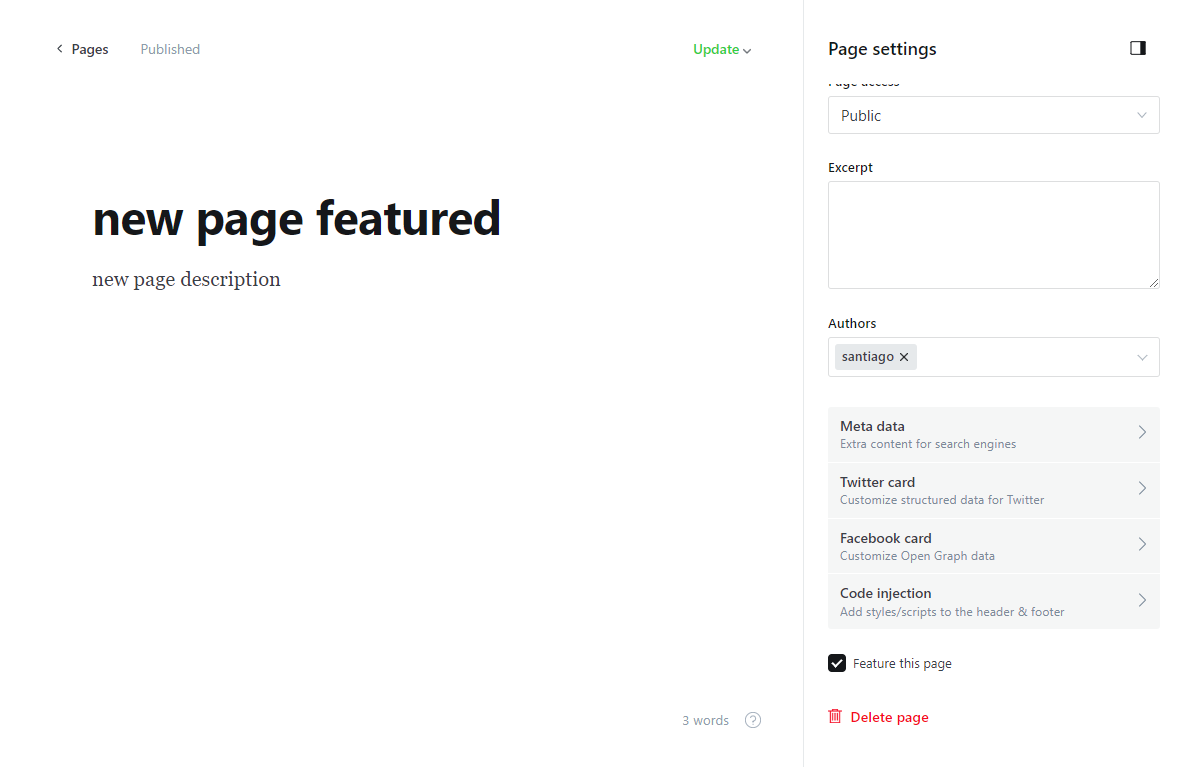 Pages
Published
Update
new page featured
new page description
3 words
Page settings
Page access
Public
Excerpt
Authors
santiago
Meta data
Extra content for search engines
Twitter card
Customize structured data for Twitter
Facebook card
Customize Open Graph data
Code injection
Add styles/scripts to the header & footer
Feature this page
Delete page